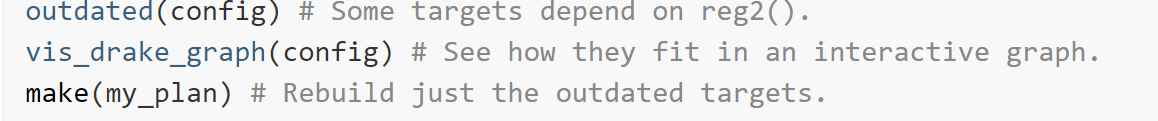 outdated(config) # Some targets depend on reg2().
vis_drake_graph(config) # See how they fit in an interactive graph.
make(my_plan) # Rebuild just the outdated targets.